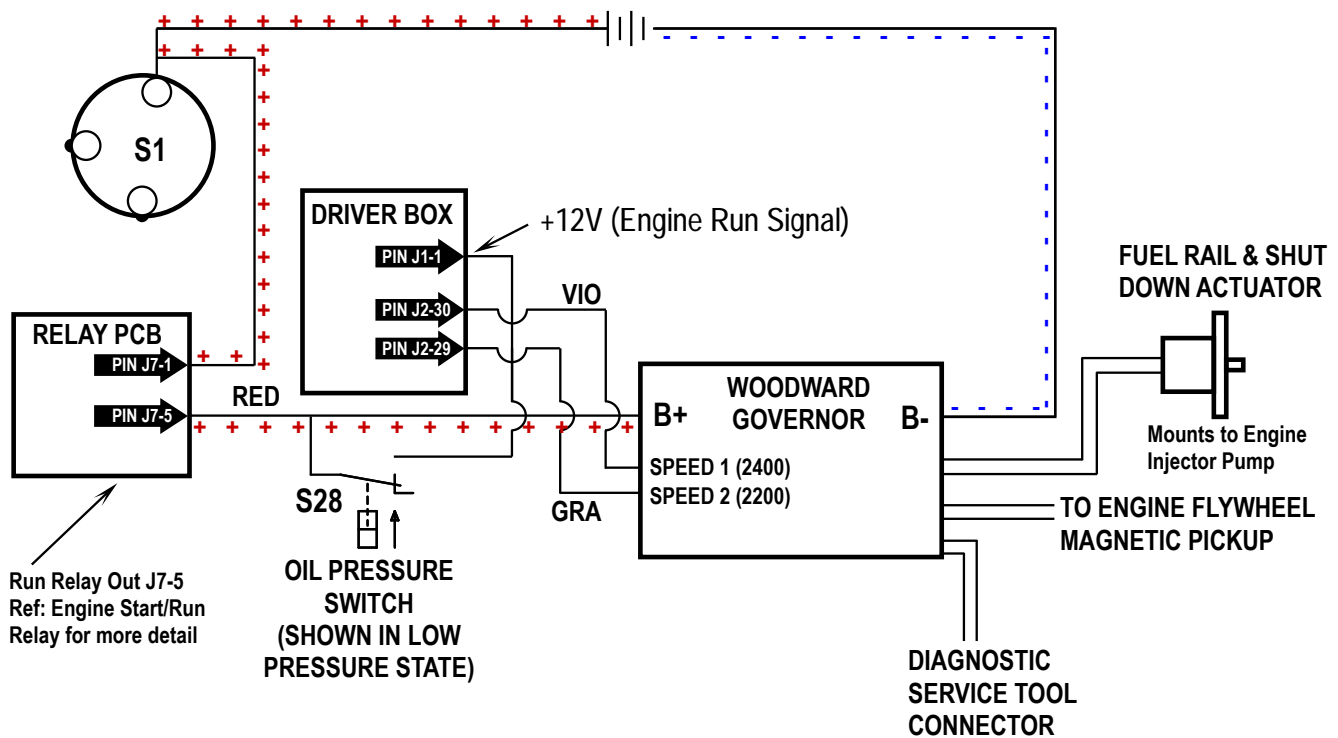 S1
DRIVER BOX
PIN J1-1
PIN J2-30
PIN J2-29
+12V (Engine Run Signal)
VIO
GRA
RELAY PCB
PIN J7-1
PIN J7-5
RED
Run Relay Out J7-5
Ref: Engine Start/Run
Relay for more detail
S28
OIL PRESSURE
SWITCH
(SHOWN IN LOW
PRESSURE STATE)
WOODWARD
GOVERNOR
B+
B-
SPEED 1 (2400)
SPEED 2 (2200)
FUEL RAIL & SHUT
DOWN ACTUATOR
Mounts to Engine
Injector Pump
TO ENGINE FLYWHEEL
MAGNETIC PICKUP
DIAGNOSTIC
SERVICE TOOL
CONNECTOR